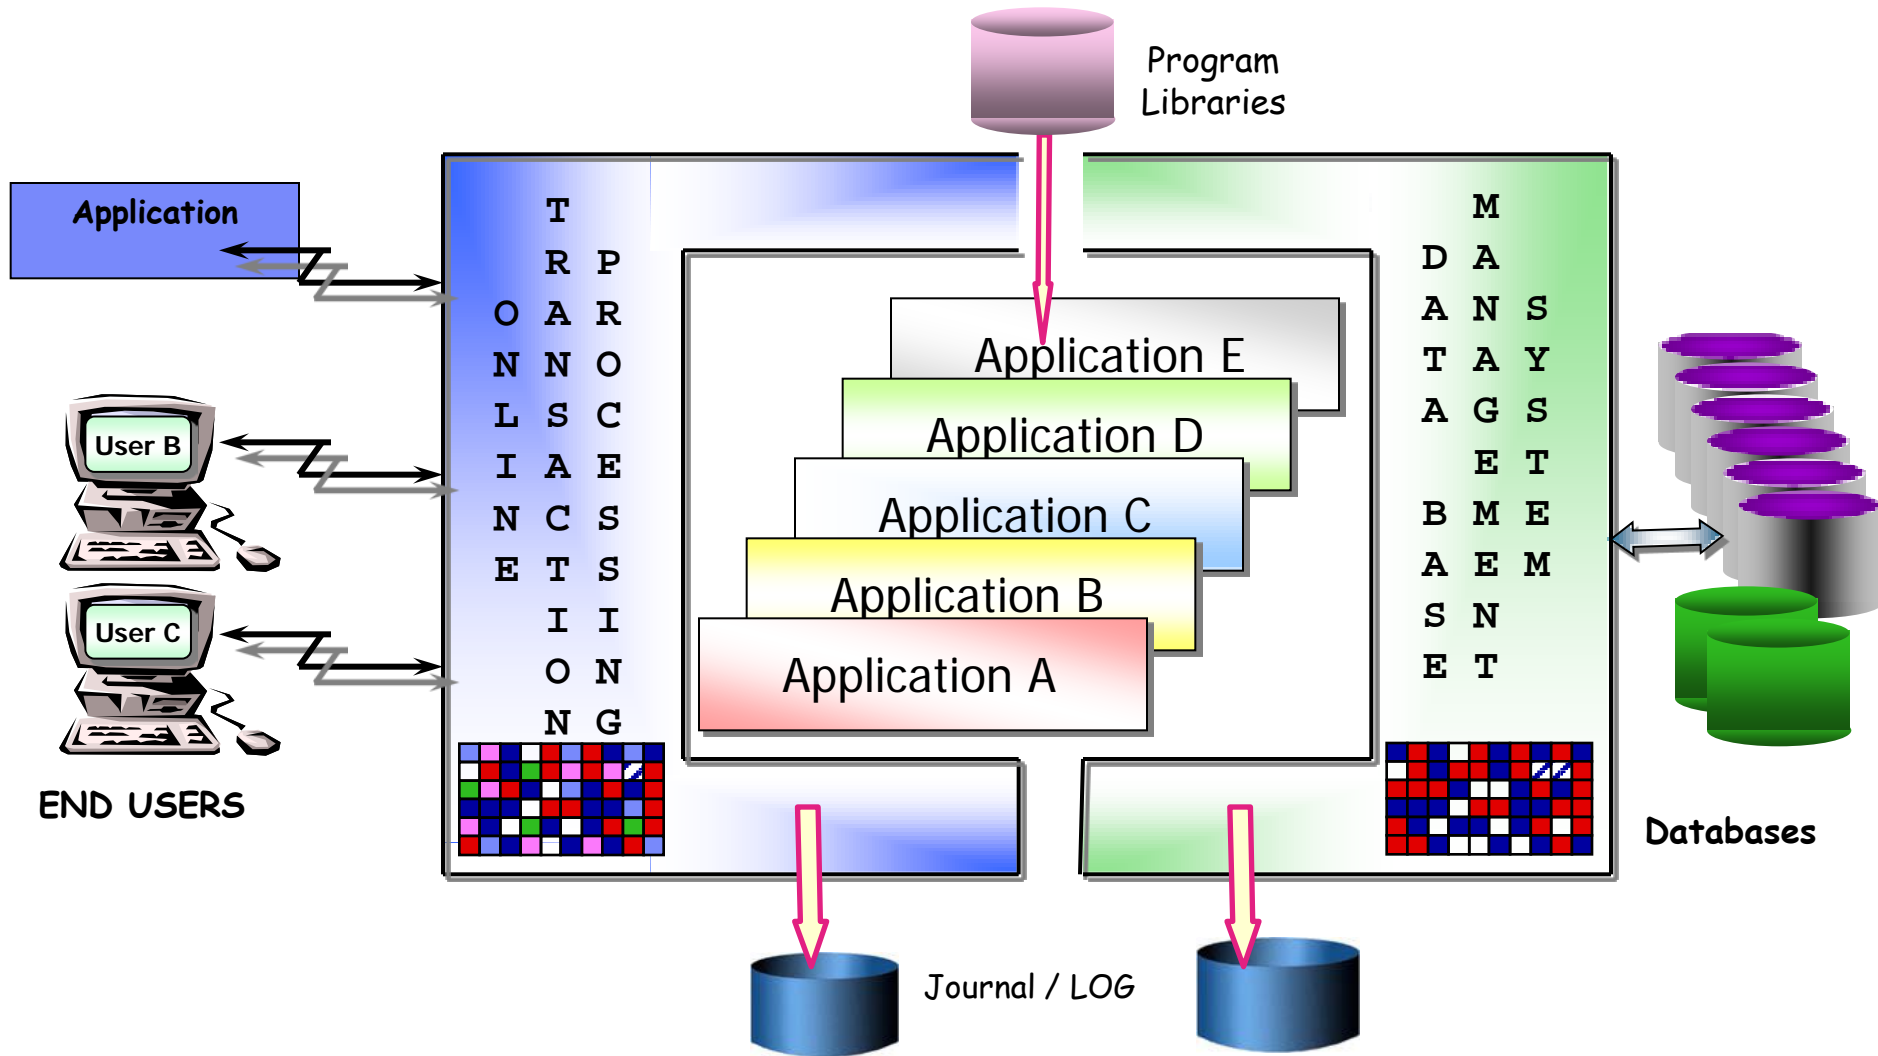 Program
Libraries
Application
ONLINE
TRANSACTION
PROCESSING
DATA BASE
MANAGEMENT
SYSTEM
Application E
Application D
Application C
Application B
Application A
User B
User C
END USERS
Databases
Journal / LOG